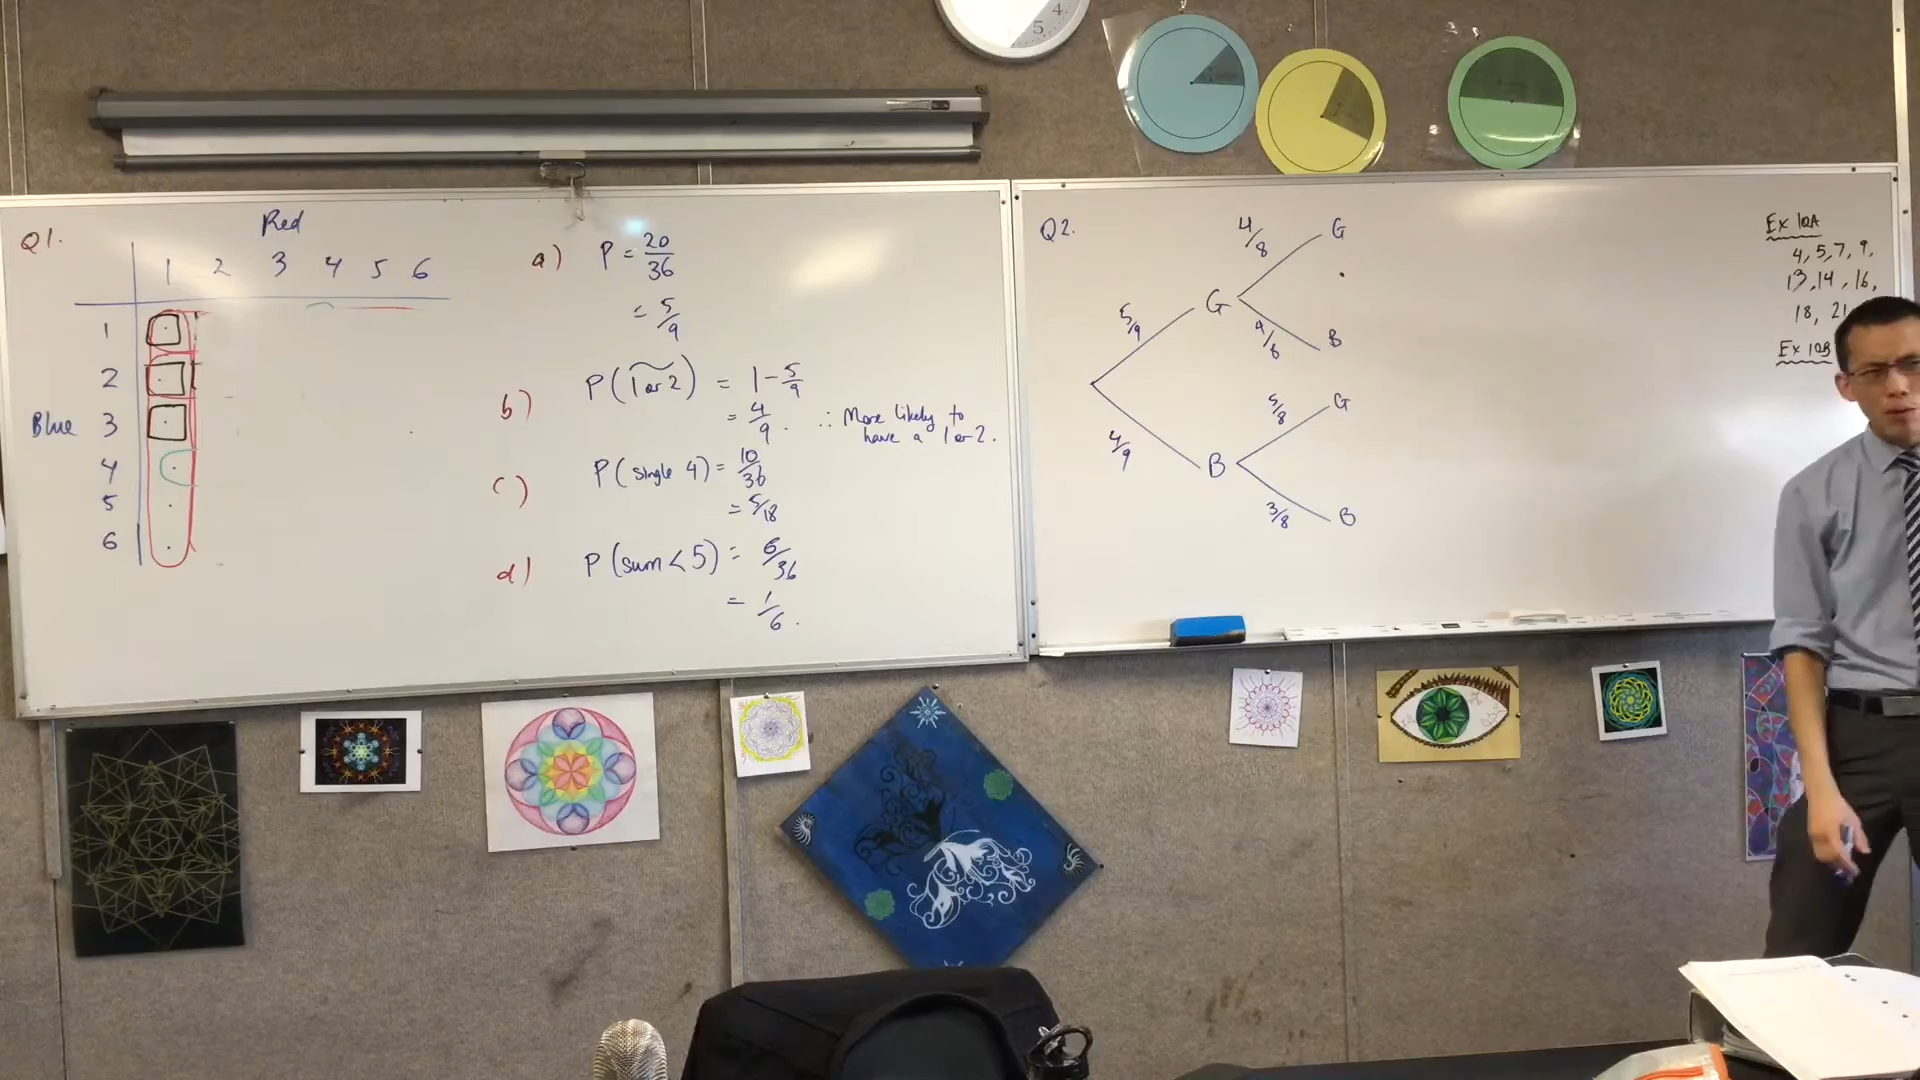 Q1.
Red
1 2 3 4 5 6
1
2
Blue 3
4
5
6
a) P = 20/36
= 5/9
b) P(1 or 2) = 1 - 5/9
= 4/9. ∴ More likely to
have a 1 or 2.
c) P(single 4) = 10/36
= 5/18
d) P(sum < 5) = 6/36
= 1/6.
Q2.
4/8 G
5/9 G
4/8 B
5/8 G
4/9 B
3/8 B
Ex 10A
4, 5, 7, 9,
13, 14, 16,
18, 21
Ex 10B
4
5